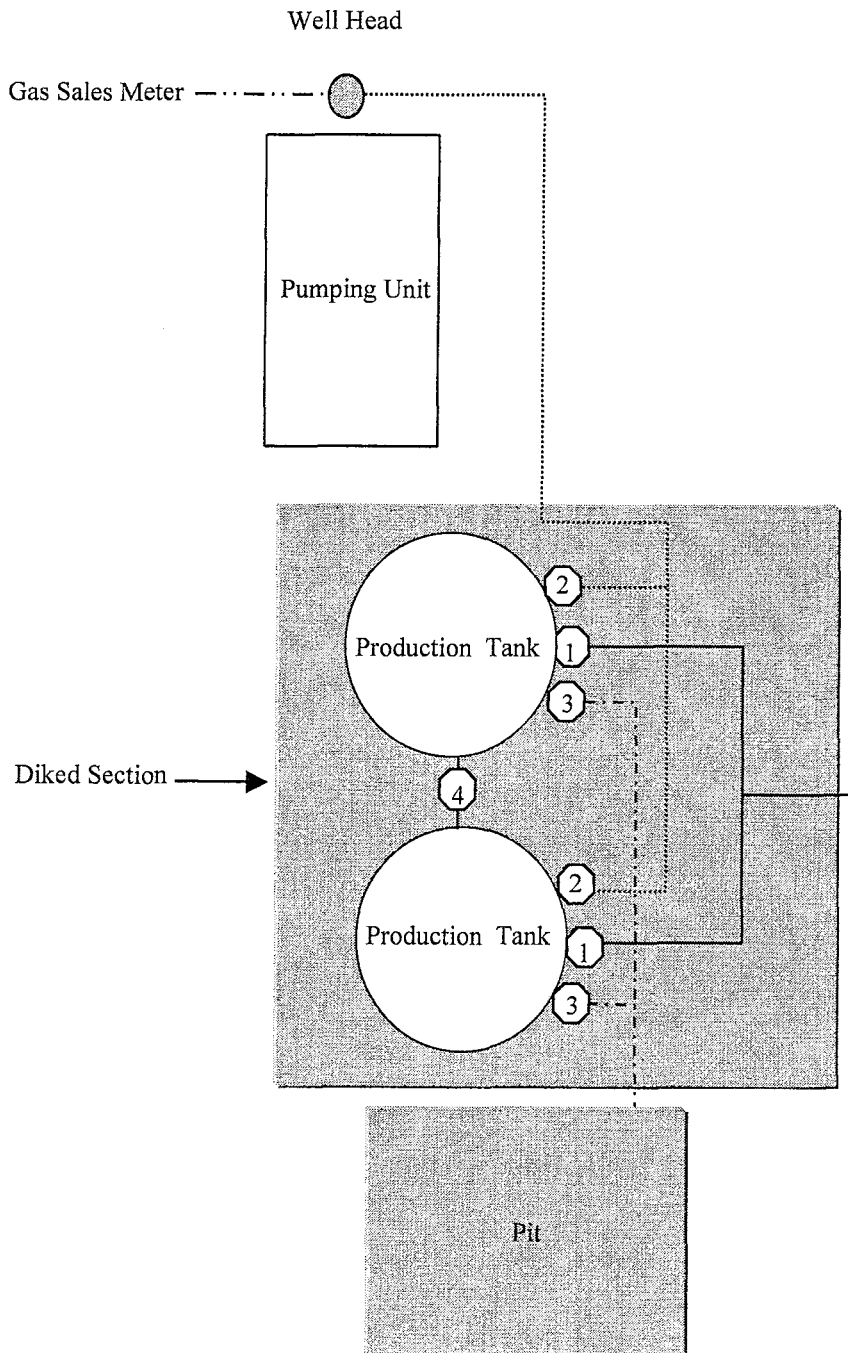 Well Head
Gas Sales Meter
Pumping Unit
2
Production Tank
1
3
Diked Section
4
2
Production Tank
1
3
Pit